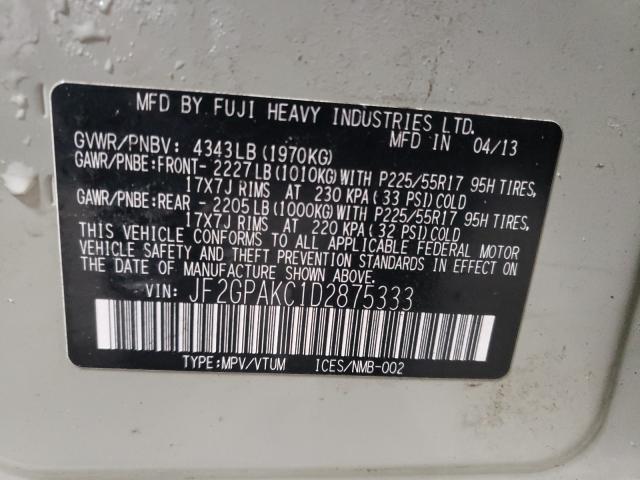 MFD BY FUJI HEAVY INDUSTRIES LTD.
MFD IN 04/13
GVWR/PNBV: 4343LB(1970KG)
GAWR/PNBE:FRONT- 2227LB(1010KG)WITH P225/55R17 95H TIRES,
17X7J RIMS AT 230 KPA(33 PSI)COLD
GAWR/PNBE:REAR - 2205LB(1000KG)WITH P225/55R17 95H TIRES,
17X7J RIMS AT 220 KPA(32 PSI)COLD
THIS VEHICLE CONFORMS TO ALL APPLICABLE FEDERAL MOTOR
VEHICLE SAFETY AND THEFT PREVENTION STANDARDS IN EFFECT
ON THE DATE OF MANUFACTURE SHOWN ABOVE.
VIN: JF2GPAKC1D2875333
TYPE:MPV/VTUM ICES/NMB-002